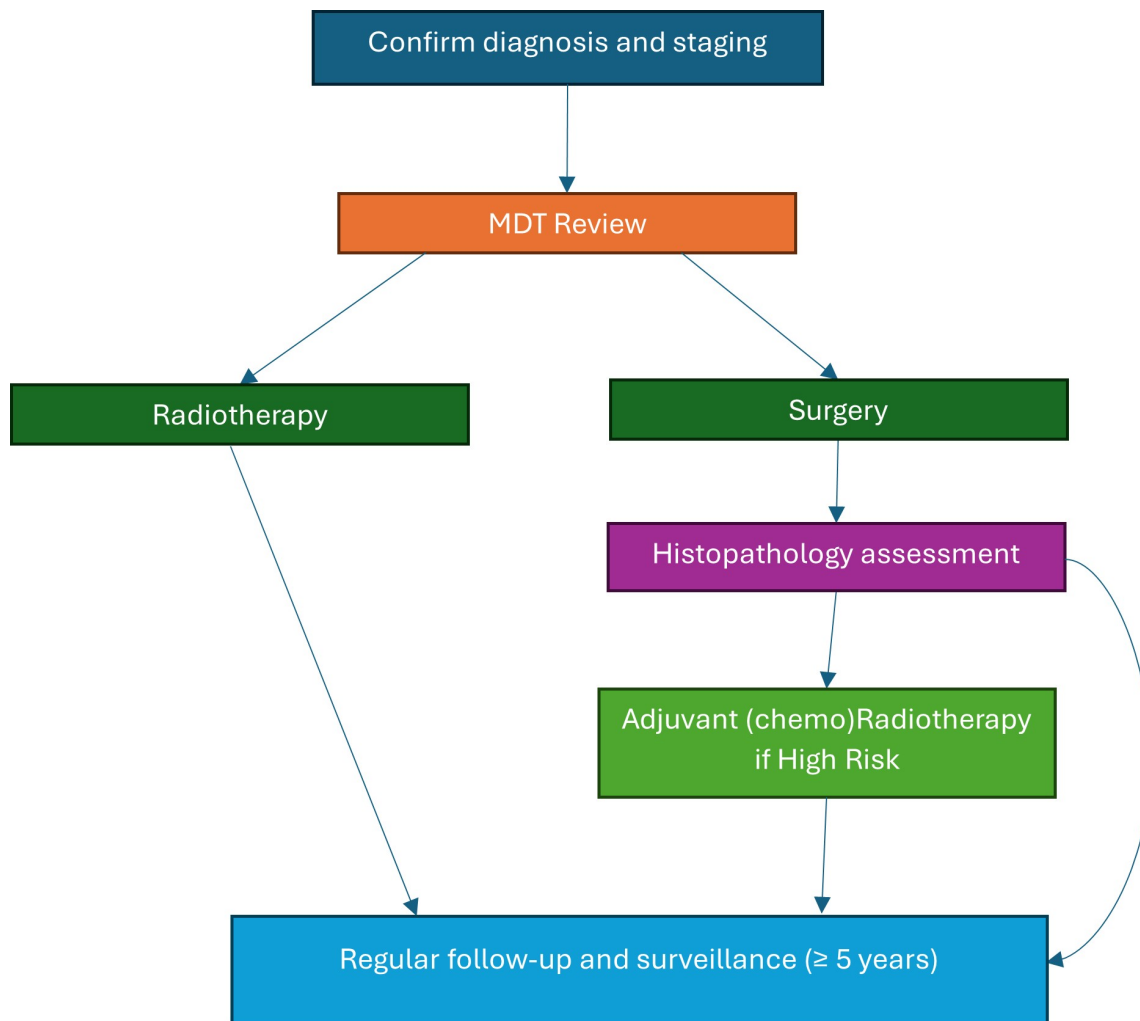 Confirm diagnosis and staging
MDT Review
Radiotherapy
Surgery
Histopathology assessment
Adjuvant (chemo)Radiotherapy
if High Risk
Regular follow-up and surveillance (≥ 5 years)